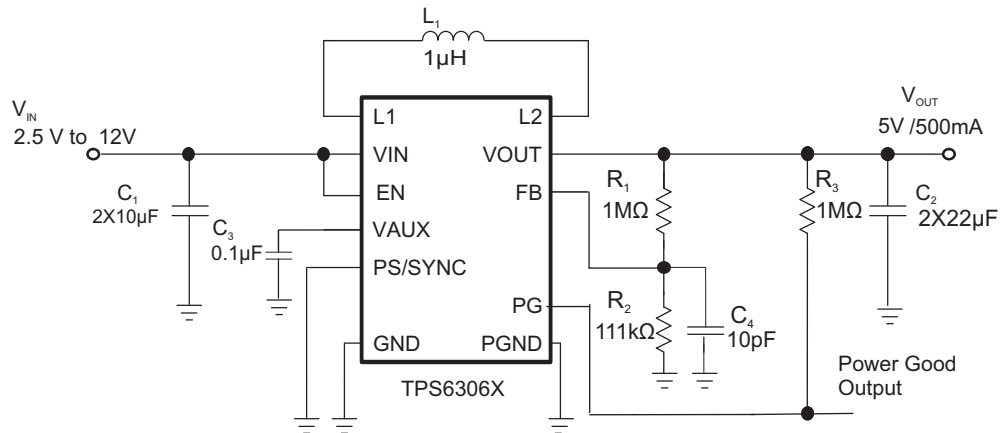 L1
1µH
VIN
2.5 V to 12V
VOUT
5V /500mA
L1
L2
VIN
VOUT
EN
FB
VAUX
PS/SYNC
PG
GND
PGND
TPS6306X
C1
2X10µF
C3
0.1µF
R1
1MΩ
R3
1MΩ
C2
2X22µF
R2
111kΩ
C4
10pF
Power Good
Output